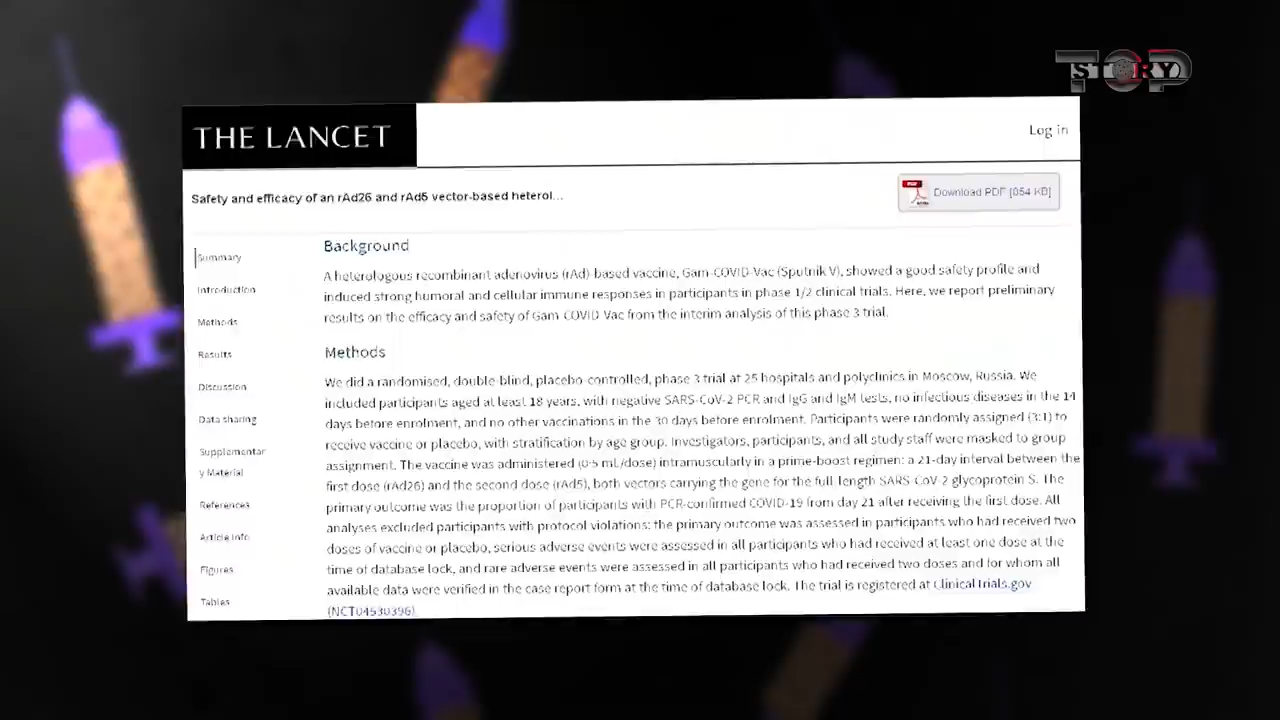 TOP
STORY
THE LANCET
Log in
Safety and efficacy of an rAd26 and rAd5 vector-based heterol...
Download PDF [654 KB]
Summary
Introduction
Methods
Results
Discussion
Data sharing
Supplementar
y Material
References
Article info
Figures
Tables
Background
A heterologous recombinant adenovirus (rAd)-based vaccine, Gam-COVID-Vac (Sputnik V), showed a good safety profile and
induced strong humoral and cellular immune responses in participants in phase 1/2 clinical trials. Here, we report preliminary
results on the efficacy and safety of Gam-COVID-Vac from the interim analysis of this phase 3 trial.
Methods
We did a randomised, double-blind, placebo-controlled, phase 3 trial at 25 hospitals and polyclinics in Moscow, Russia. We
included participants aged at least 18 years, with negative SARS-CoV-2 PCR and IgG and IgM tests, no infectious diseases in the 14
days before enrolment, and no other vaccinations in the 30 days before enrolment. Participants were randomly assigned (3:1) to
receive vaccine or placebo, with stratification by age group. Investigators, participants, and all study staff were masked to group
assignment. The vaccine was administered (0·5 mL/dose) intramuscularly in a prime-boost regimen: a 21-day interval between the
first dose (rAd26) and the second dose (rAd5), both vectors carrying the gene for the full-length SARS-CoV-2 glycoprotein S. The
primary outcome was the proportion of participants with PCR-confirmed COVID-19 from day 21 after receiving the first dose. All
analyses excluded participants with protocol violations: the primary outcome was assessed in participants who had received two
doses of vaccine or placebo, serious adverse events were assessed in all participants who had received at least one dose at the
time of database lock, and rare adverse events were assessed in all participants who had received two doses and for whom all
available data were verified in the case report form at the time of database lock. The trial is registered at ClinicalTrials.gov
(NCT04530396).